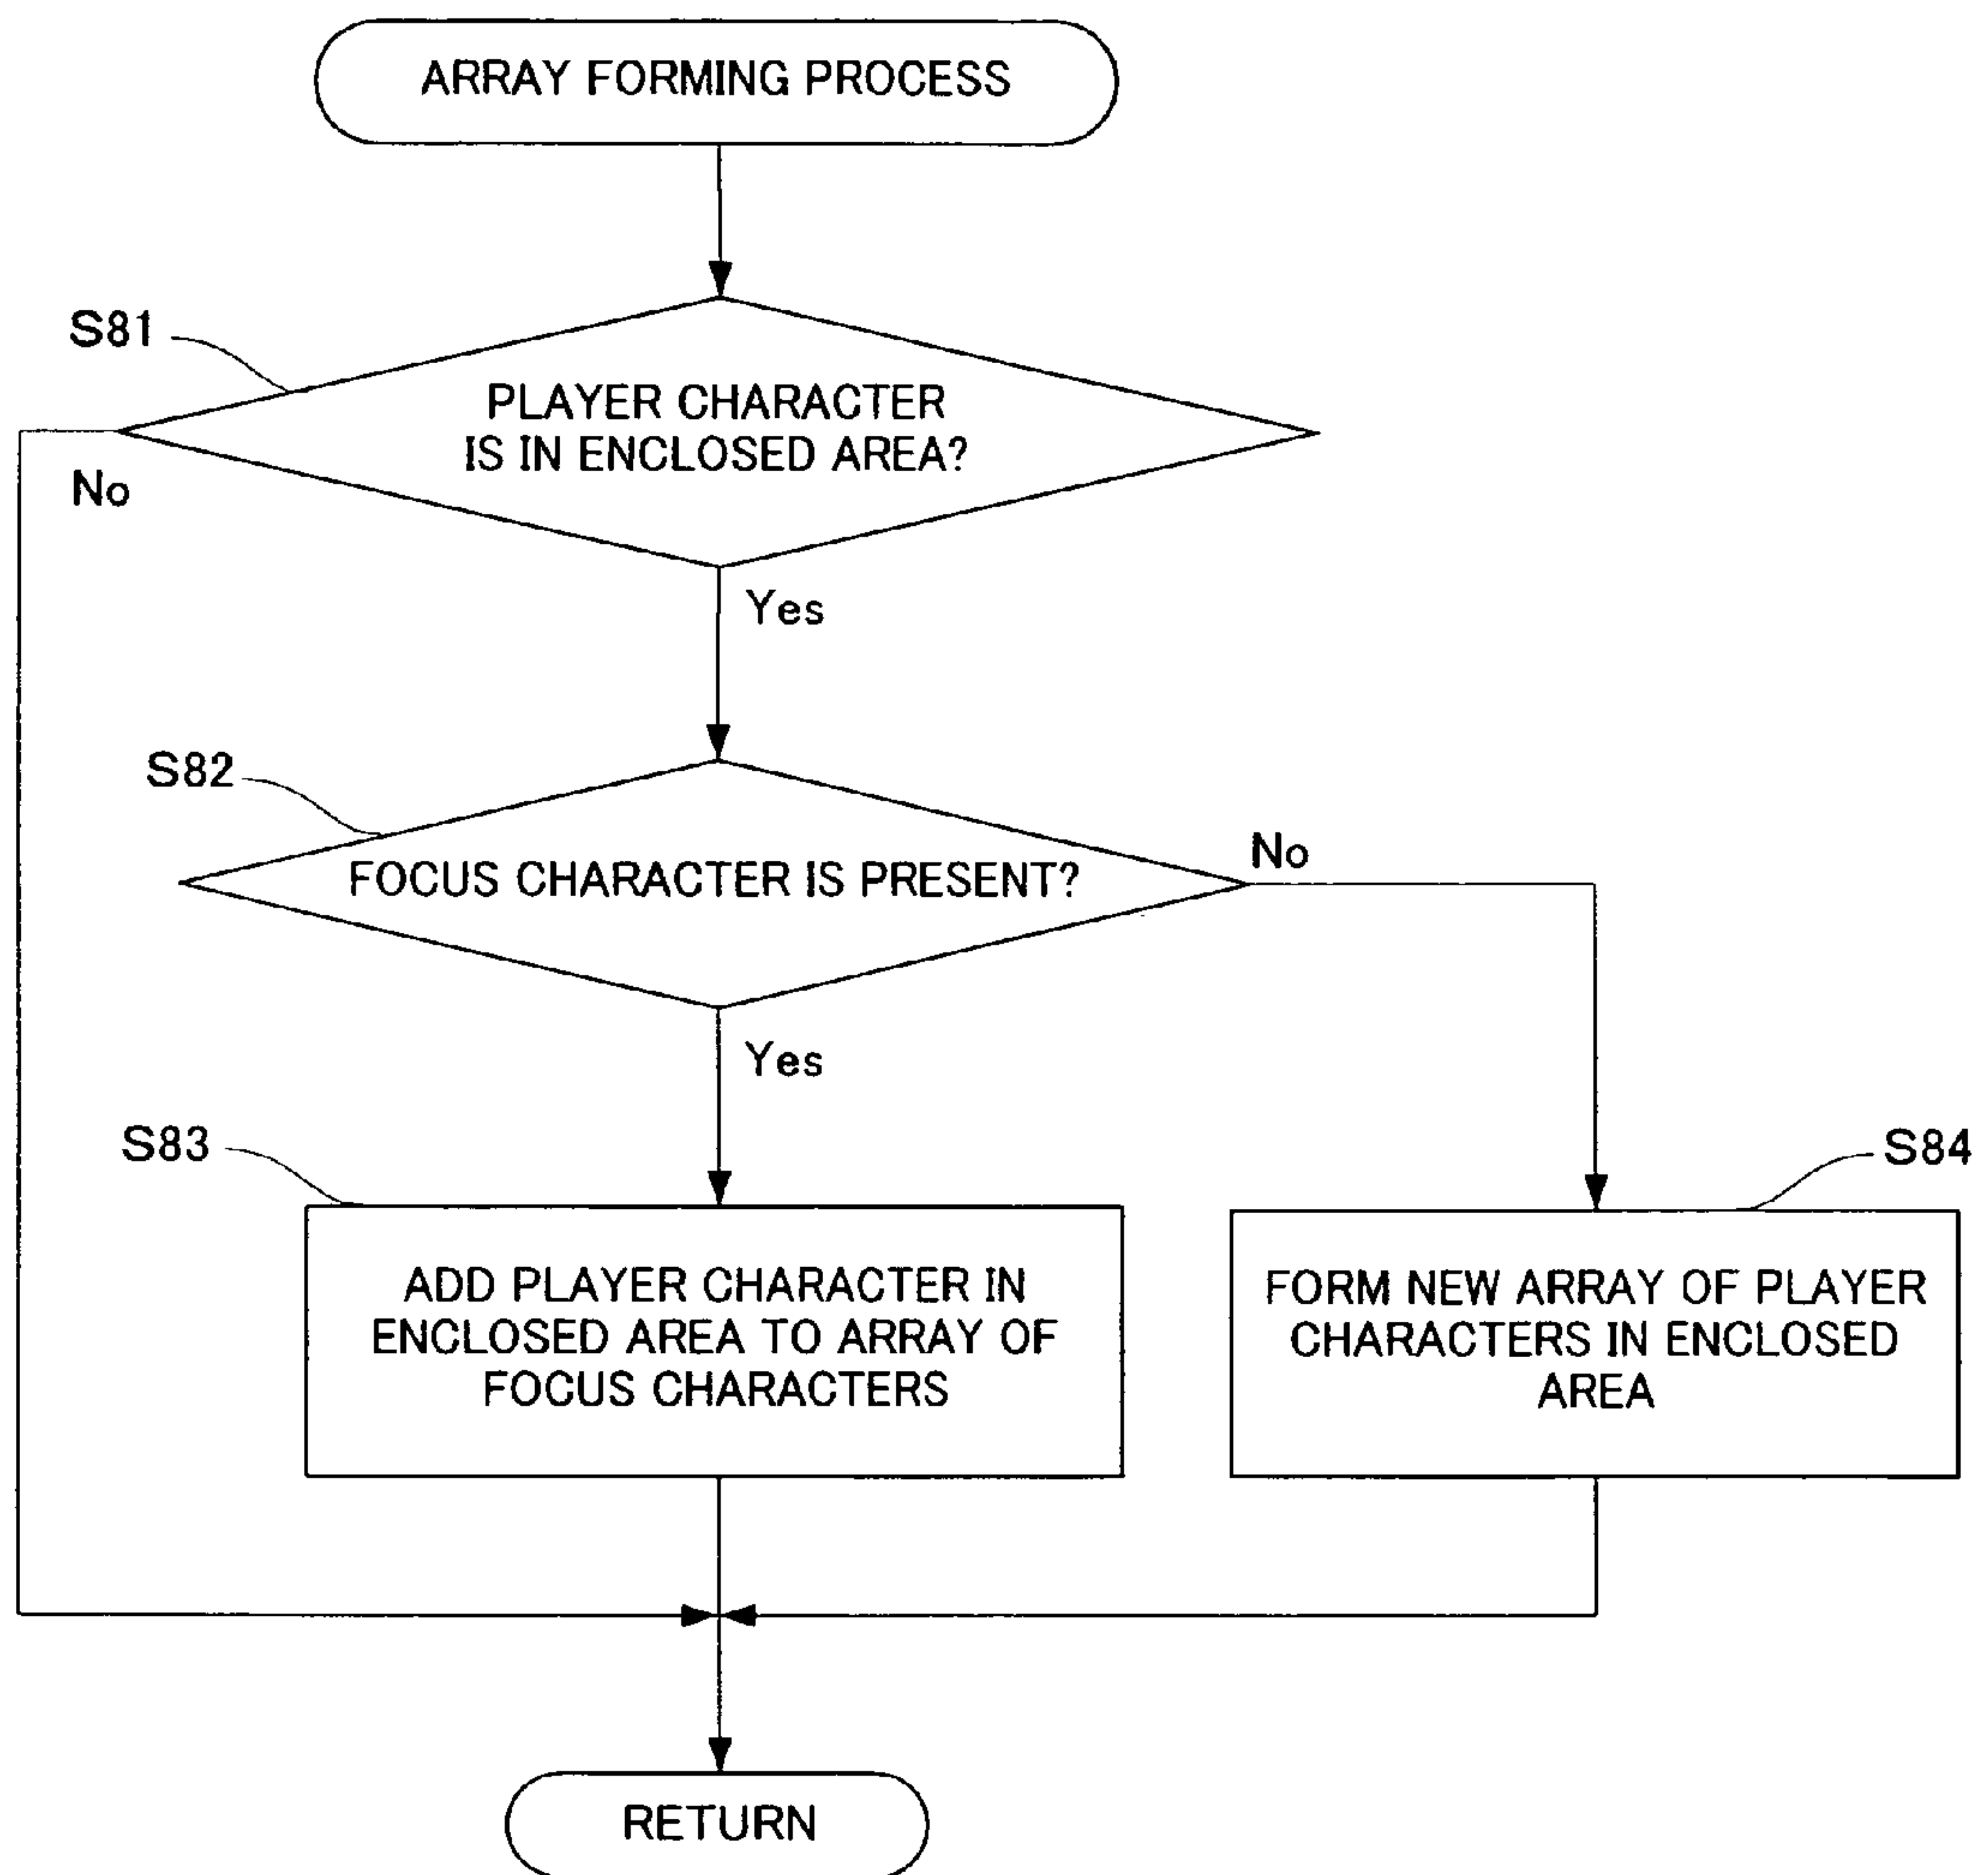 ARRAY FORMING PROCESS
S81
PLAYER CHARACTER
IS IN ENCLOSED AREA?
No
Yes
S82
FOCUS CHARACTER IS PRESENT?
No
Yes
S83
ADD PLAYER CHARACTER IN
ENCLOSED AREA TO ARRAY OF
FOCUS CHARACTERS
S84
FORM NEW ARRAY OF PLAYER
CHARACTERS IN ENCLOSED
AREA
RETURN